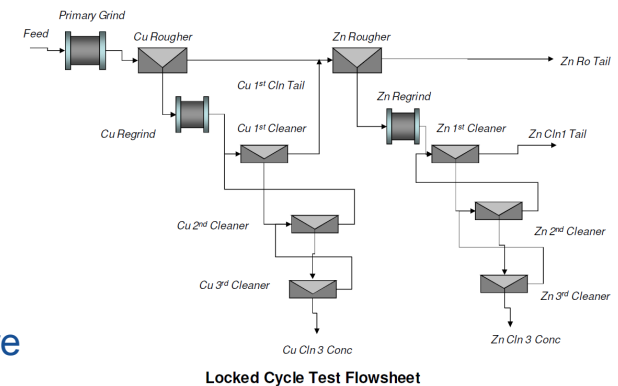 Primary Grind
Feed
Cu Rougher
Zn Rougher
Zn Ro Tail
Cu 1st Cln Tail
Zn Regrind
Cu Regrind
Cu 1st Cleaner
Zn 1st Cleaner
Zn Cln1 Tail
Cu 2nd Cleaner
Zn 2nd Cleaner
Cu 3rd Cleaner
Zn 3rd Cleaner
Cu Cln 3 Conc
Zn Cln 3 Conc
e
Locked Cycle Test Flowsheet